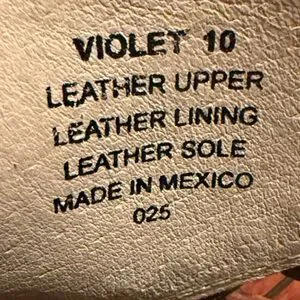 VIOLET 10
LEATHER UPPER
LEATHER LINING
LEATHER SOLE
MADE IN MEXICO
025